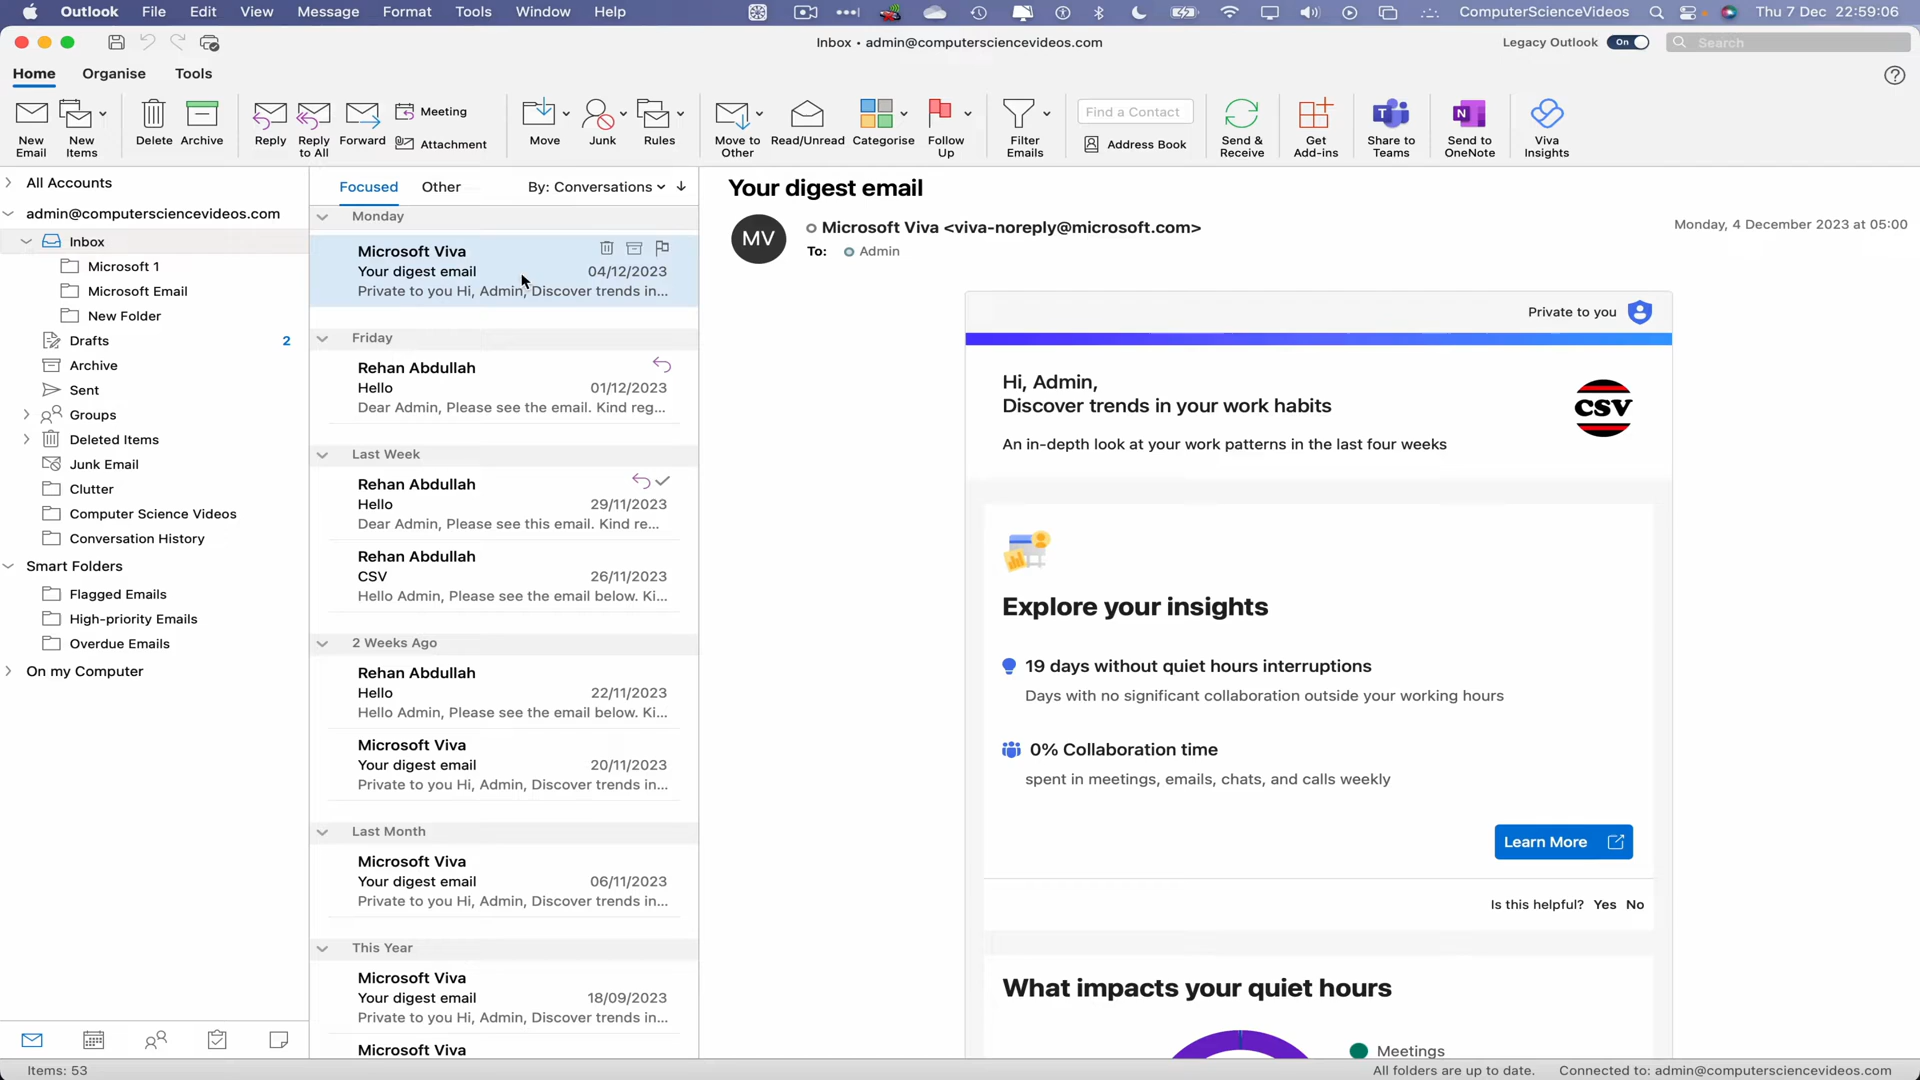 Outlook File Edit View Message Format Tools Window Help ComputerScienceVideos Thu 7 Dec 22:59:06
Inbox • admin@computersciencevideos.com Legacy Outlook On Search
Home Organise Tools
New Email
New Items
Delete
Archive
Reply
Reply to All
Forward
Meeting
Attachment
Move
Junk
Rules
Move to Other
Read/Unread
Categorise
Follow Up
Filter Emails
Find a Contact
Address Book
Send & Receive
Get Add-ins
Share to Teams
N
Send to OneNote
Viva Insights
All Accounts
admin@computersciencevideos.com
Inbox
Microsoft 1
Microsoft Email
New Folder
Drafts 2
Archive
Sent
Groups
Deleted Items
Junk Email
Clutter
Computer Science Videos
Conversation History
Smart Folders
Flagged Emails
High-priority Emails
Overdue Emails
On my Computer
Focused Other By: Conversations
Monday
Microsoft Viva
Your digest email 04/12/2023
Private to you Hi, Admin, Discover trends in...
Friday
Rehan Abdullah
Hello 01/12/2023
Dear Admin, Please see the email. Kind reg...
Last Week
Rehan Abdullah
Hello 29/11/2023
Dear Admin, Please see this email. Kind re...
Rehan Abdullah
CSV 26/11/2023
Hello Admin, Please see the email below. Ki...
2 Weeks Ago
Rehan Abdullah
Hello 22/11/2023
Hello Admin, Please see the email below. Ki...
Microsoft Viva
Your digest email 20/11/2023
Private to you Hi, Admin, Discover trends in...
Last Month
Microsoft Viva
Your digest email 06/11/2023
Private to you Hi, Admin, Discover trends in...
This Year
Microsoft Viva
Your digest email 18/09/2023
Private to you Hi, Admin, Discover trends in...
Microsoft Viva
Your digest email
MV
Microsoft Viva <viva-noreply@microsoft.com> Monday, 4 December 2023 at 05:00
To: Admin
Private to you
Hi, Admin,
Discover trends in your work habits
CSV
An in-depth look at your work patterns in the last four weeks
Explore your insights
19 days without quiet hours interruptions
Days with no significant collaboration outside your working hours
0% Collaboration time
spent in meetings, emails, chats, and calls weekly
Learn More
Is this helpful? Yes No
What impacts your quiet hours
Meetings
Items: 53 All folders are up to date. Connected to: admin@computersciencevideos.com